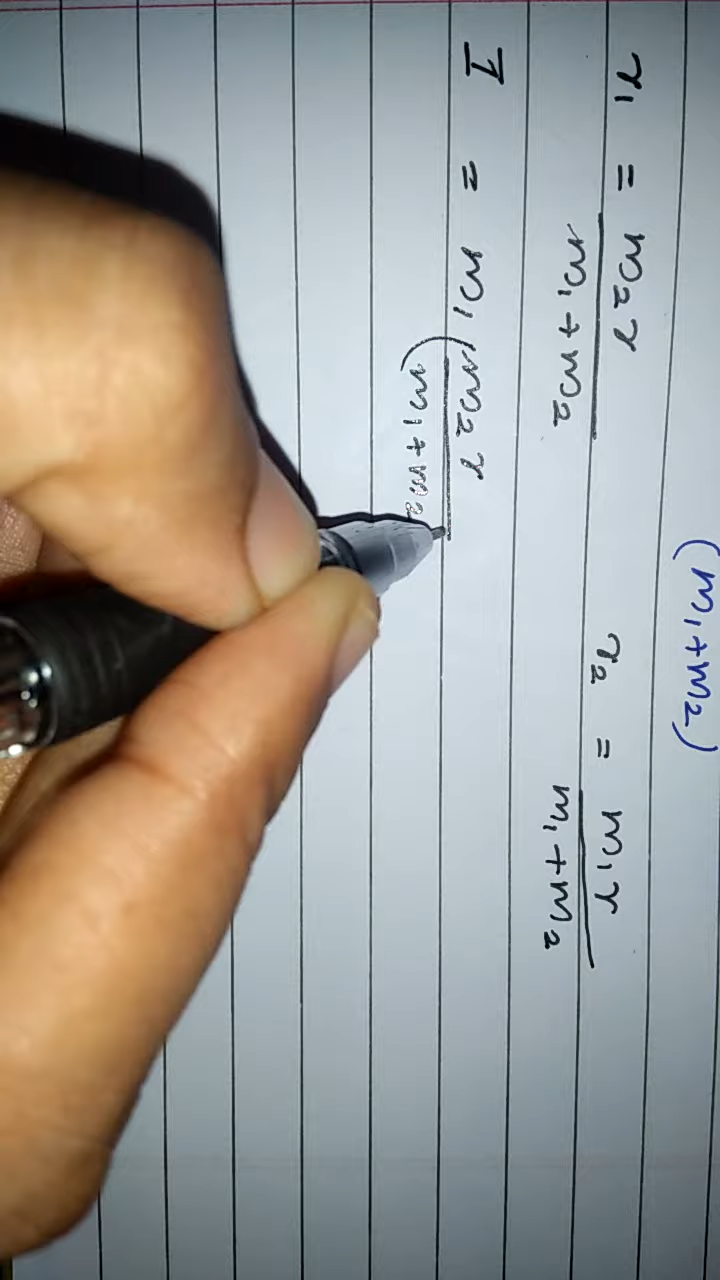 (m₁+m₂)
r₁ = m₂r / m₁+m₂ r₂ = m₁r / m₁+m₂
I = m₁ (m₂r / m₁+m₂